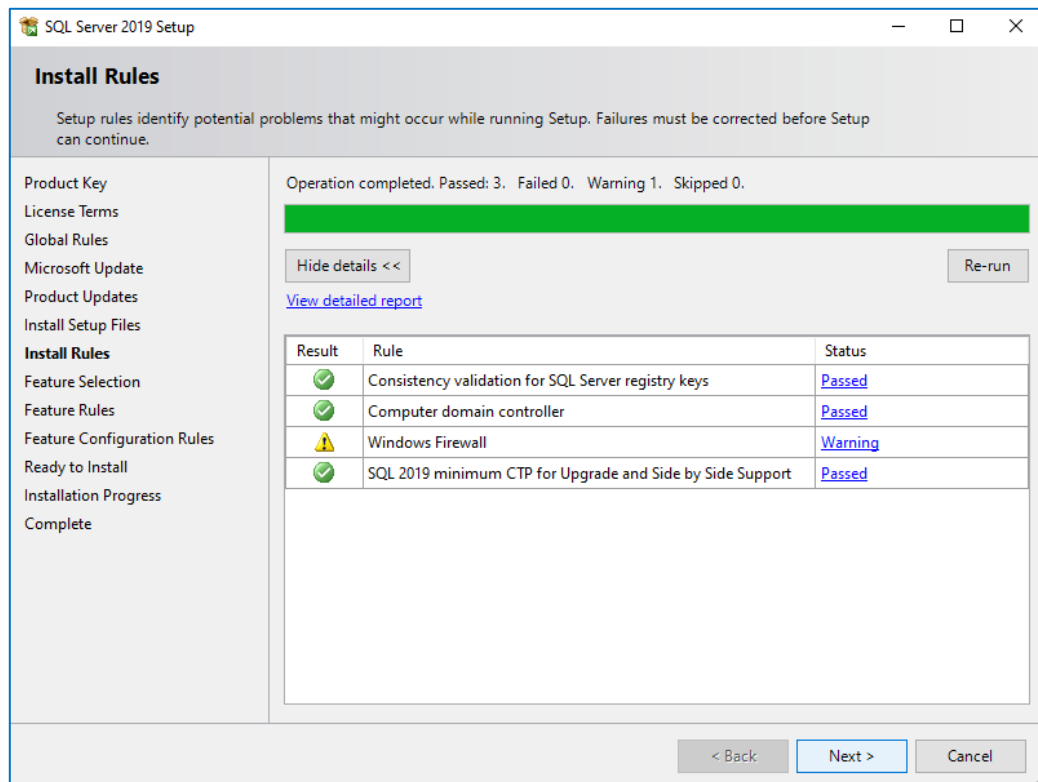 SQL Server 2019 Setup
Install Rules
Setup rules identify potential problems that might occur while running Setup. Failures must be corrected before Setup
can continue.
Product Key
License Terms
Global Rules
Microsoft Update
Product Updates
Install Setup Files
Install Rules
Feature Selection
Feature Rules
Feature Configuration Rules
Ready to Install
Installation Progress
Complete
Operation completed. Passed: 3.   Failed 0.   Warning 1.   Skipped 0.
Hide details <<
Re-run
View detailed report
Result Rule Status
Consistency validation for SQL Server registry keys Passed
Computer domain controller Passed
Windows Firewall Warning
SQL 2019 minimum CTP for Upgrade and Side by Side Support Passed
< Back Next > Cancel